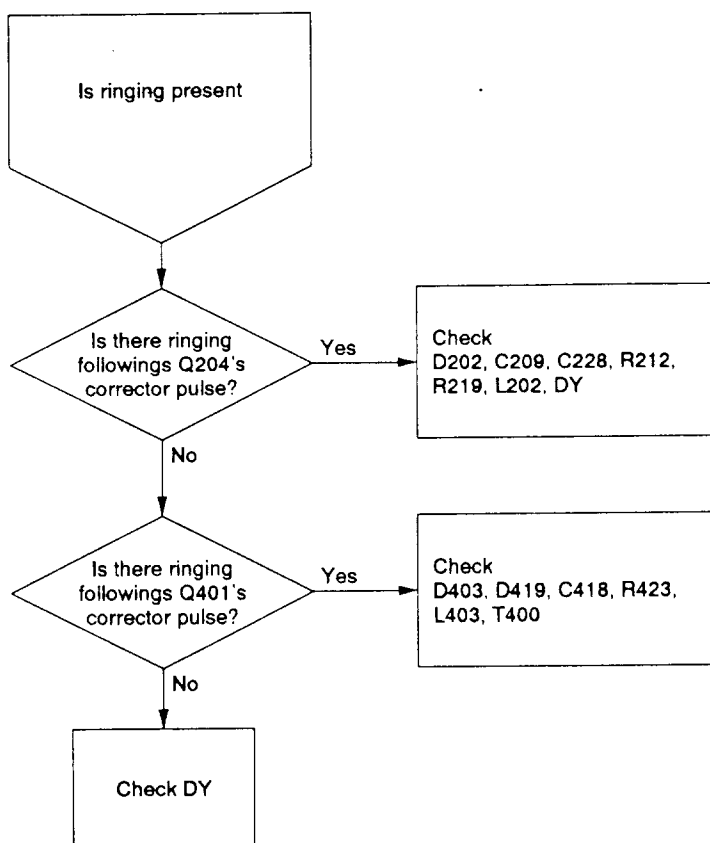 Is ringing present
Is there ringing
followings Q204's
corrector pulse?
Yes
Check
D202, C209, C228, R212,
R219, L202, DY
No
Is there ringing
followings Q401's
corrector pulse?
Yes
Check
D403, D419, C418, R423,
L403, T400
No
Check DY